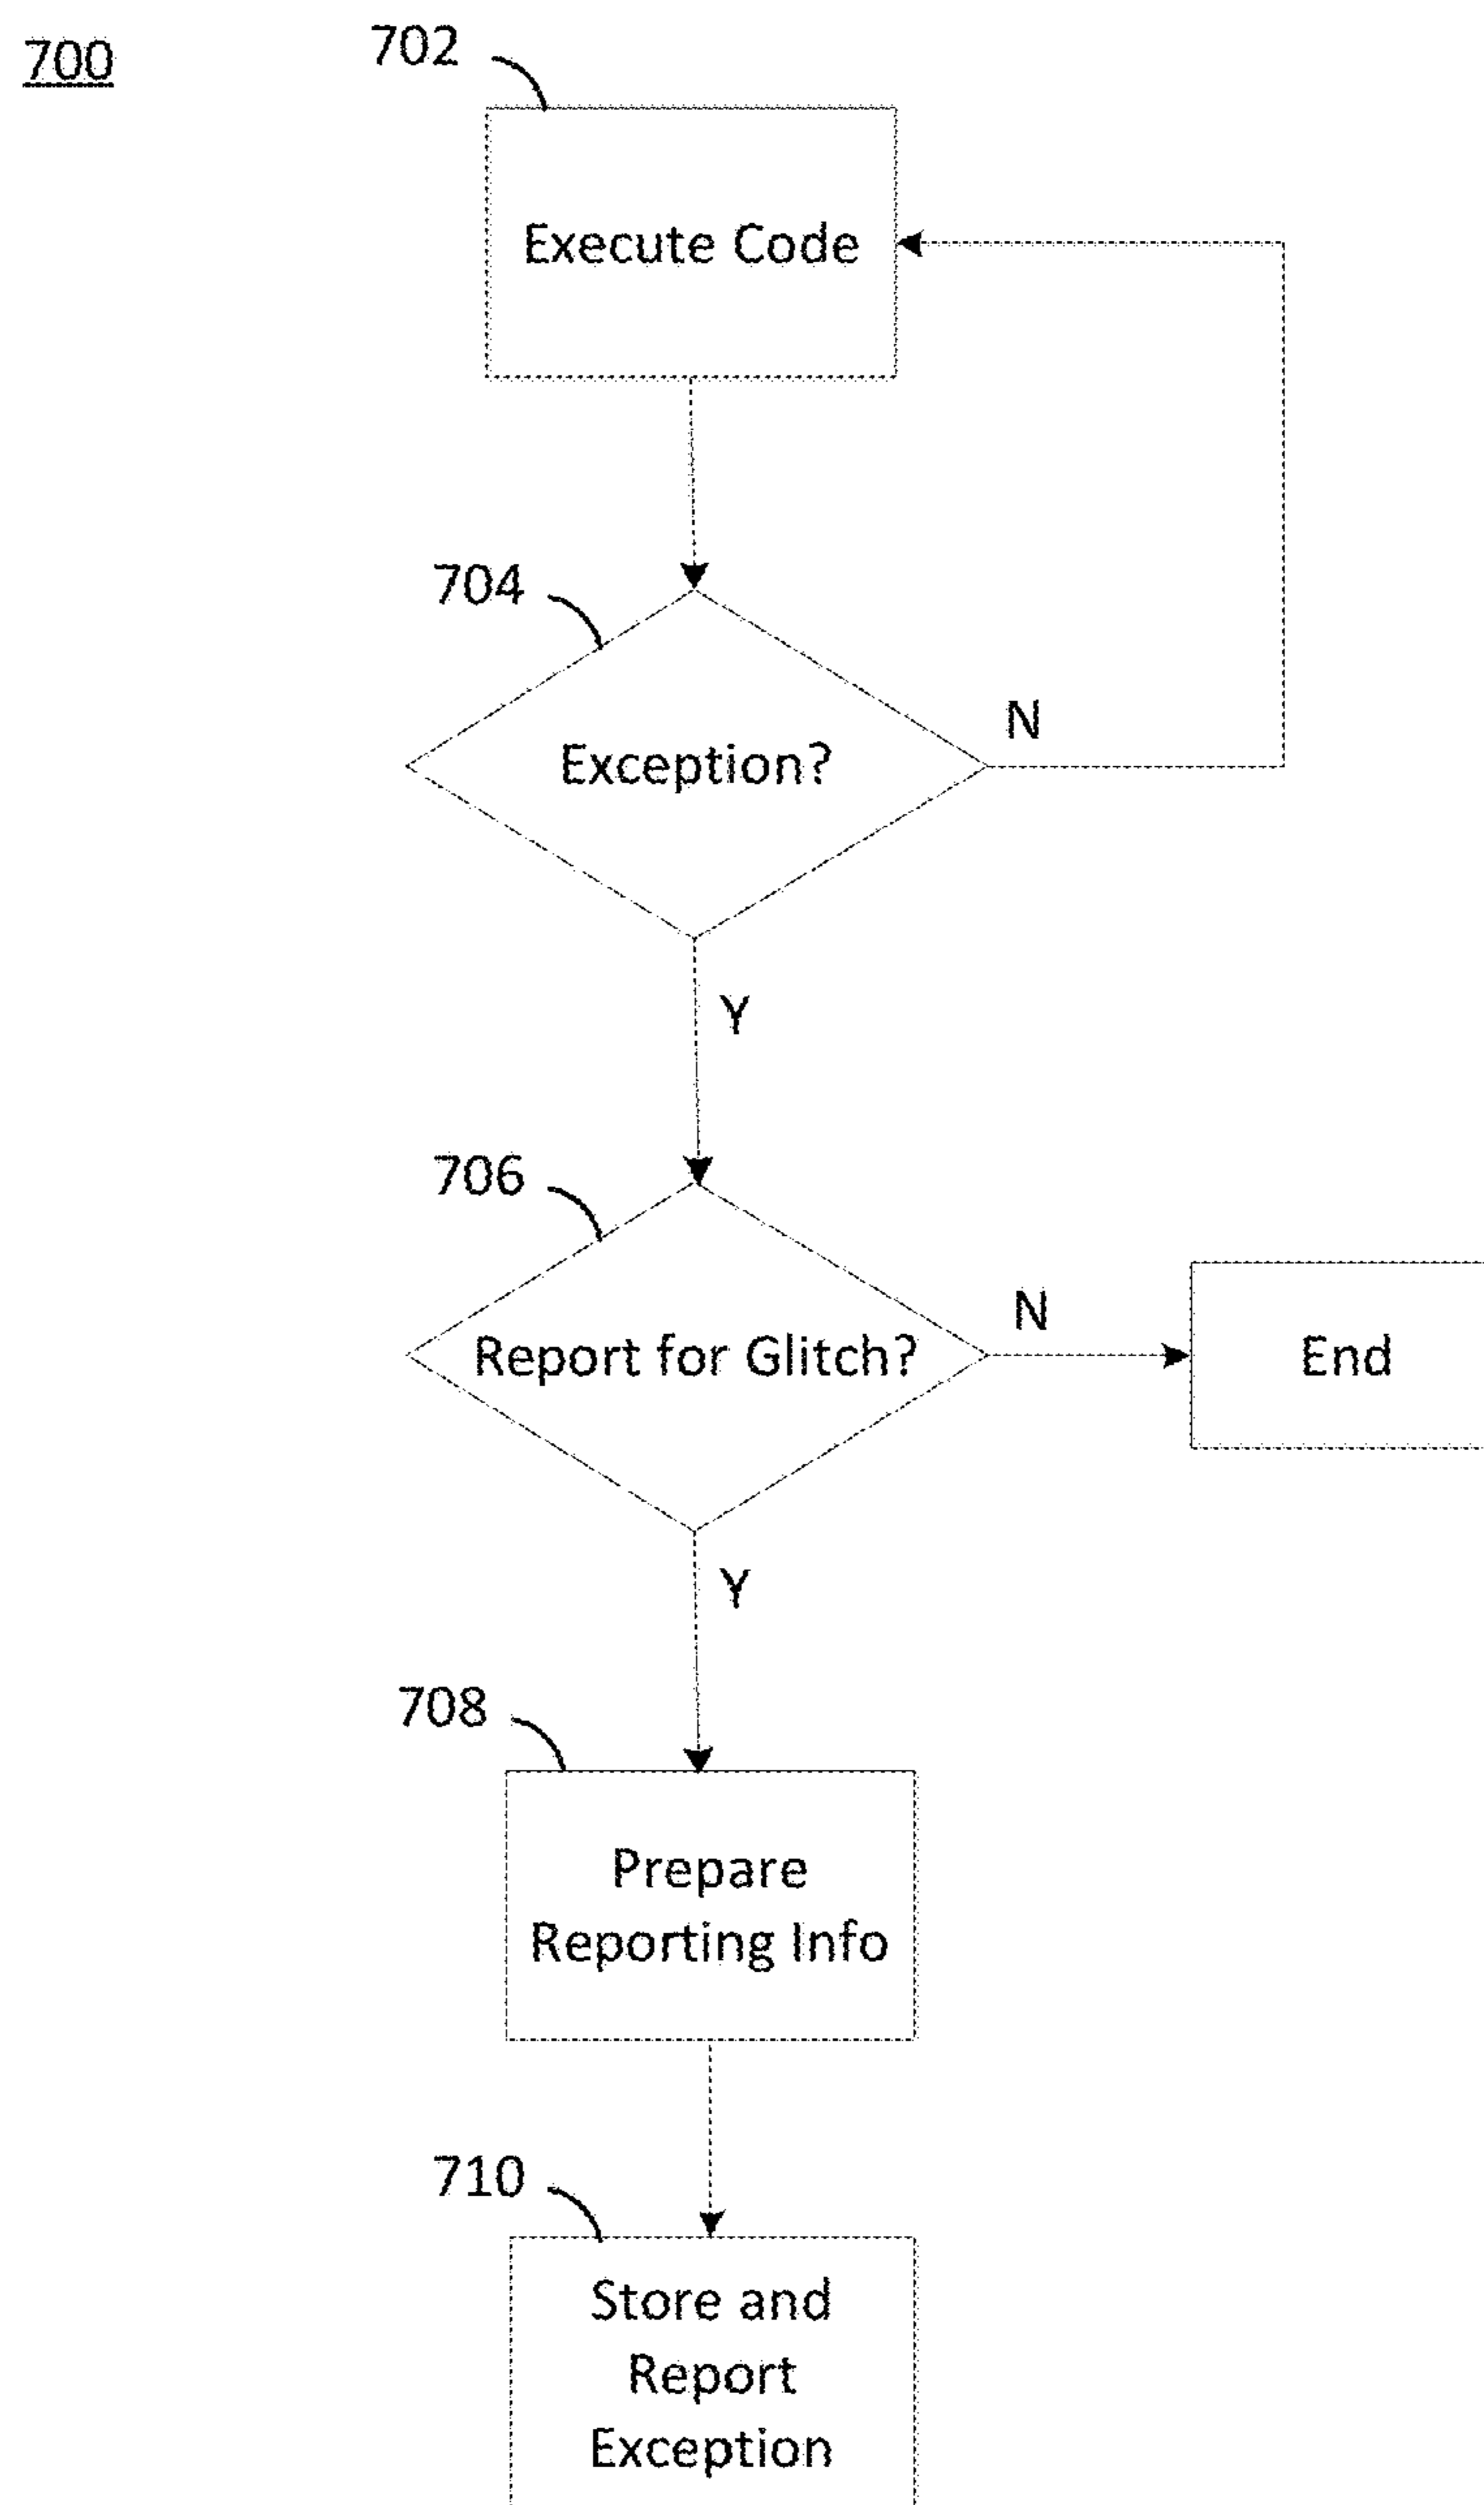 700
702
Execute Code
704
Exception?
N
Y
706
Report for Glitch?
N
End
Y
708
Prepare
Reporting Info
710
Store and
Report
Exception